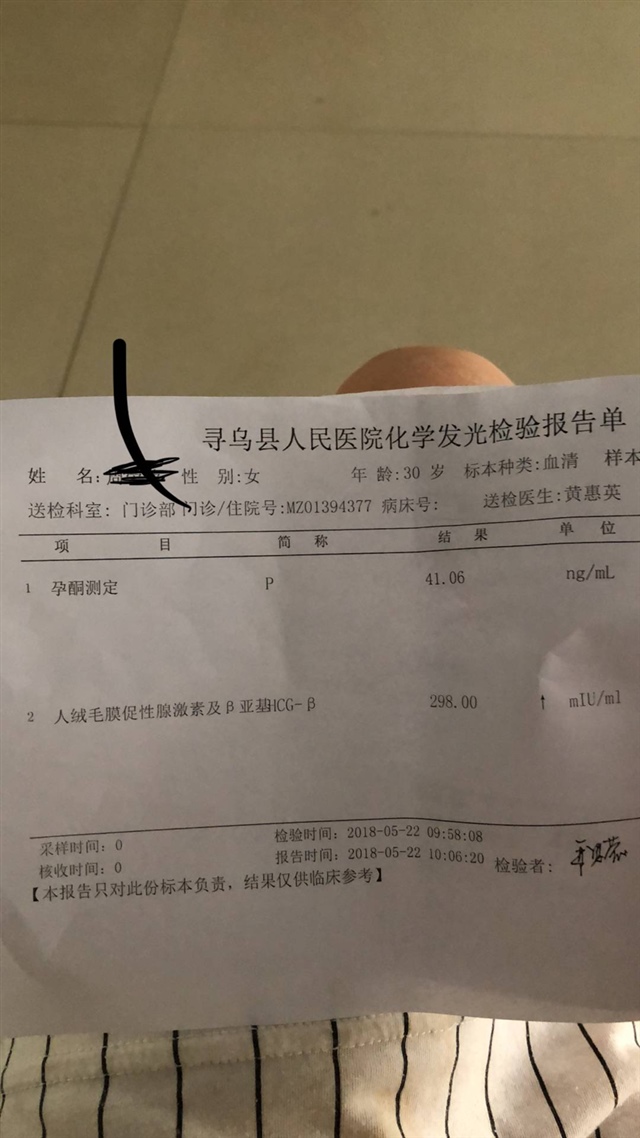 寻乌县人民医院化学发光检验报告单
姓 名: 性 别:女 年 龄:30 岁 标本种类:血清 样本
送检科室: 门诊部 门诊/住院号:MZ01394377 病床号: 送检医生:黄惠英
项 目 简 称 结 果 单 位
1 孕酮测定 P 41.06 ng/mL
2 人绒毛膜促性腺激素及β亚基HCG-β 298.00 ↑ mIU/ml
采样时间: 0 检验时间: 2018-05-22 09:58:08
核收时间: 0 报告时间: 2018-05-22 10:06:20 检验者:
【本报告只对此份标本负责, 结果仅供临床参考】